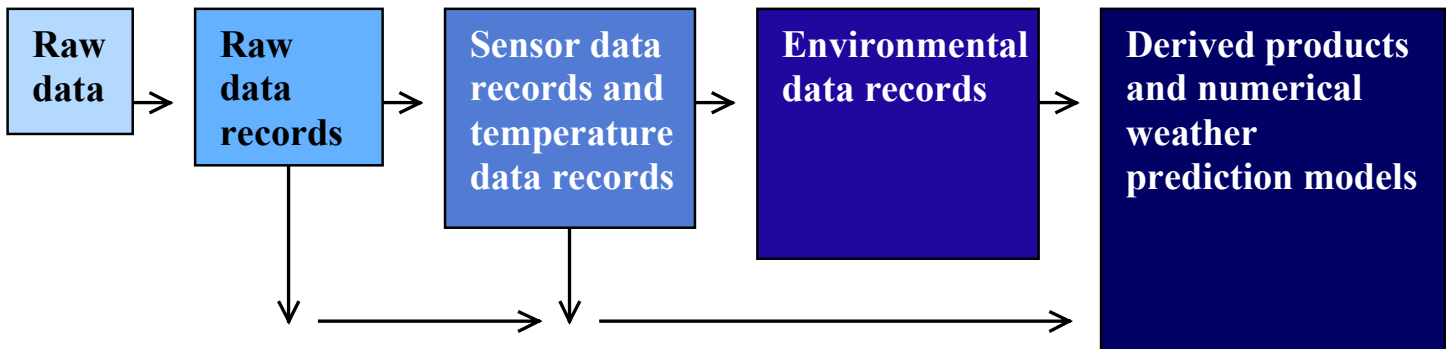 Raw
data
Raw
data
records
Sensor data
records and
temperature
data records
Environmental
data records
Derived products
and numerical
weather
prediction models